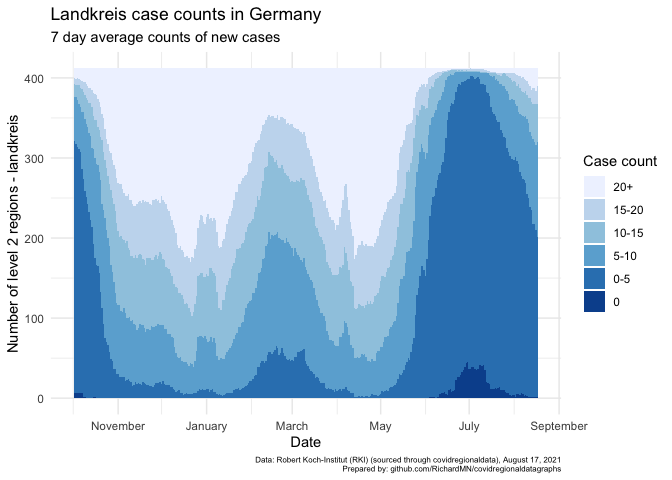 Landkreis case counts in Germany
7 day average counts of new cases
Number of level 2 regions - landkreis
400
300
200
100
0
November
January
March
May
July
September
Date
Case count
20+
15-20
10-15
5-10
0-5
0
Data: Robert Koch-Institut (RKI) (sourced through covidregionaldata), August 17, 2021
Prepared by: github.com/RichardMN/covidregionaldatagraphs